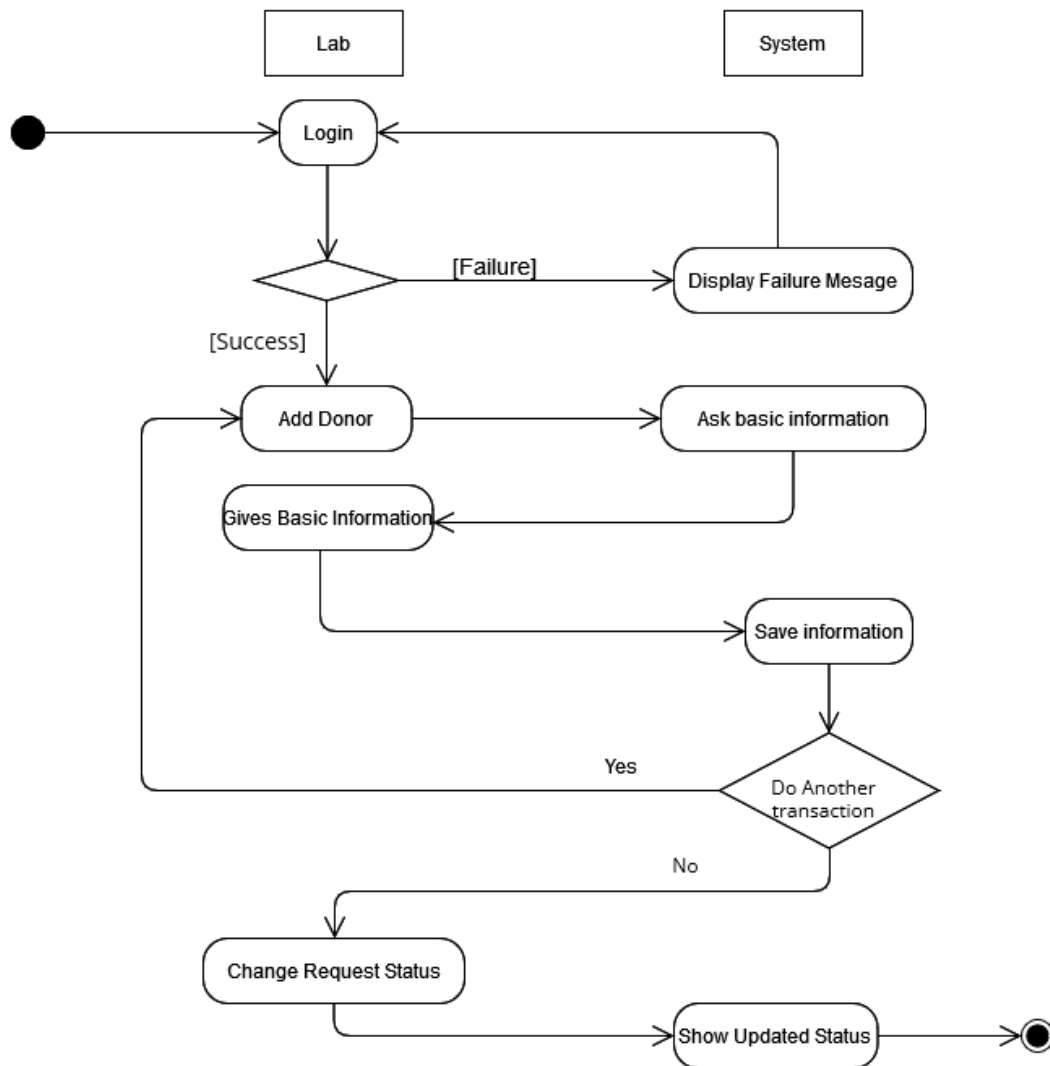 Lab
System
Login
[Failure]
Display Failure Mesage
[Success]
Add Donor
Ask basic information
Gives Basic Information
Save information
Yes
Do Another
transaction
No
Change Request Status
Show Updated Status